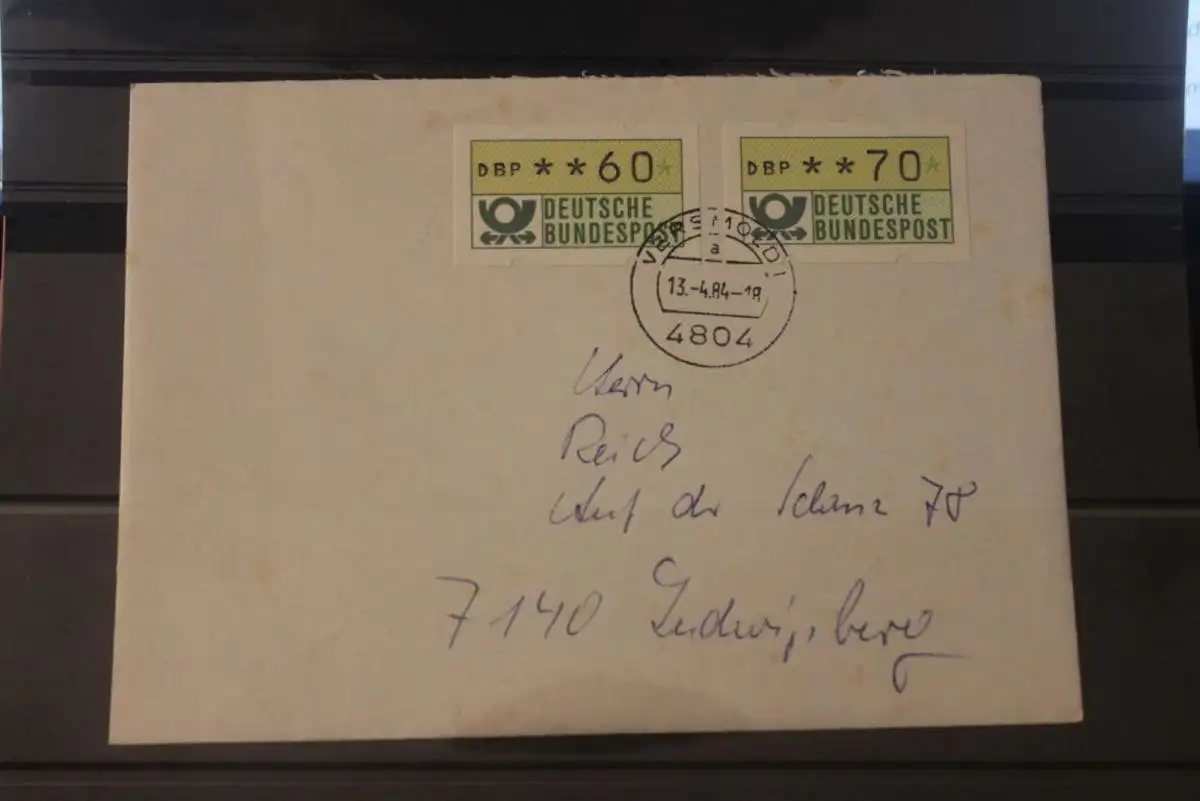 DBP **60*
DEUTSCHE
BUNDESPOST
DBP **70*
DEUTSCHE
BUNDESPOST
VERSMOLD 1
a
13.-4.84-18
4804
Herrn
Reich
Auf der Schanz 78
7140 Ludwigsburg